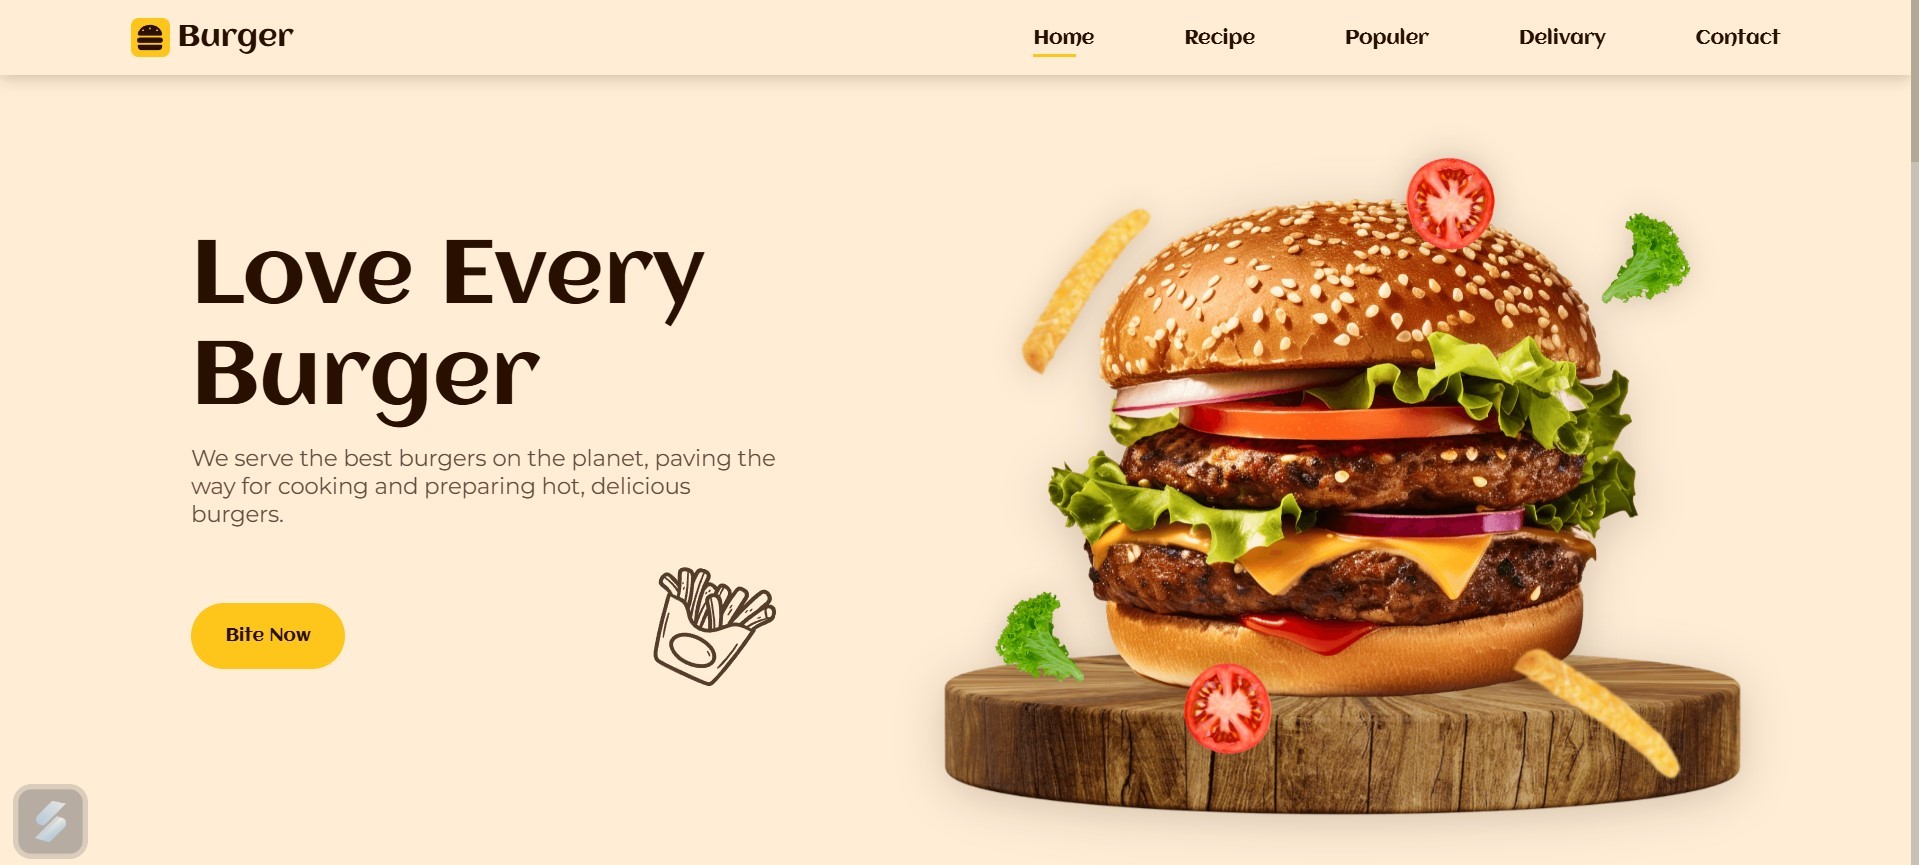 Burger
Home Recipe Populer Delivary Contact
Love Every
Burger
We serve the best burgers on the planet, paving the
way for cooking and preparing hot, delicious
burgers.
Bite Now